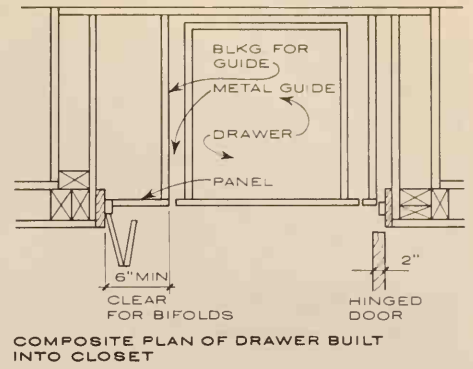 BLKG FOR
GUIDE
METAL GUIDE
DRAWER
PANEL
6" MIN
CLEAR
FOR BIFOLDS
2"
HINGED
DOOR
COMPOSITE PLAN OF DRAWER BUILT
INTO CLOSET